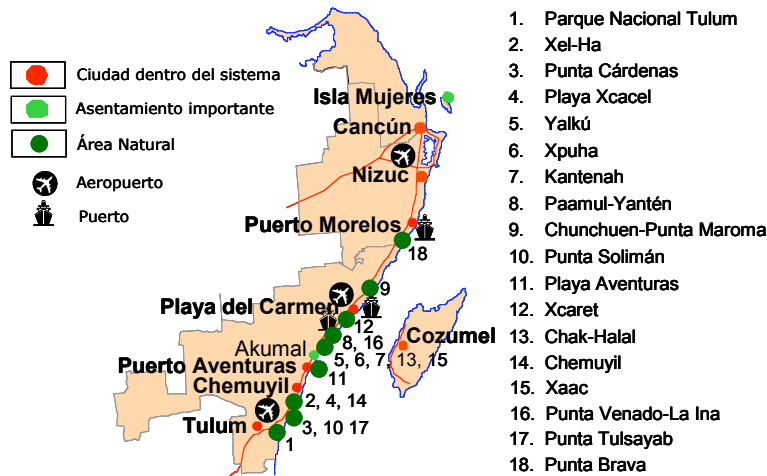 Ciudad dentro del sistema
Asentamiento importante
Área Natural
Aeropuerto
Puerto
Isla Mujeres
Cancún
Nizuc
Puerto Morelos
18
9
Playa del Carmen
12
8, 16
Cozumel
Akumal
5, 6, 7, 13, 15
Puerto Aventuras
11
Chemuyil
2, 4, 14
Tulum
3, 10 17
1
1. Parque Nacional Tulum
2. Xel-Ha
3. Punta Cárdenas
4. Playa Xcacel
5. Yalkú
6. Xpuha
7. Kantenah
8. Paamul-Yantén
9. Chunchuen-Punta Maroma
10. Punta Solimán
11. Playa Aventuras
12. Xcaret
13. Chak-Halal
14. Chemuyil
15. Xaac
16. Punta Venado-La Ina
17. Punta Tulsayab
18. Punta Brava